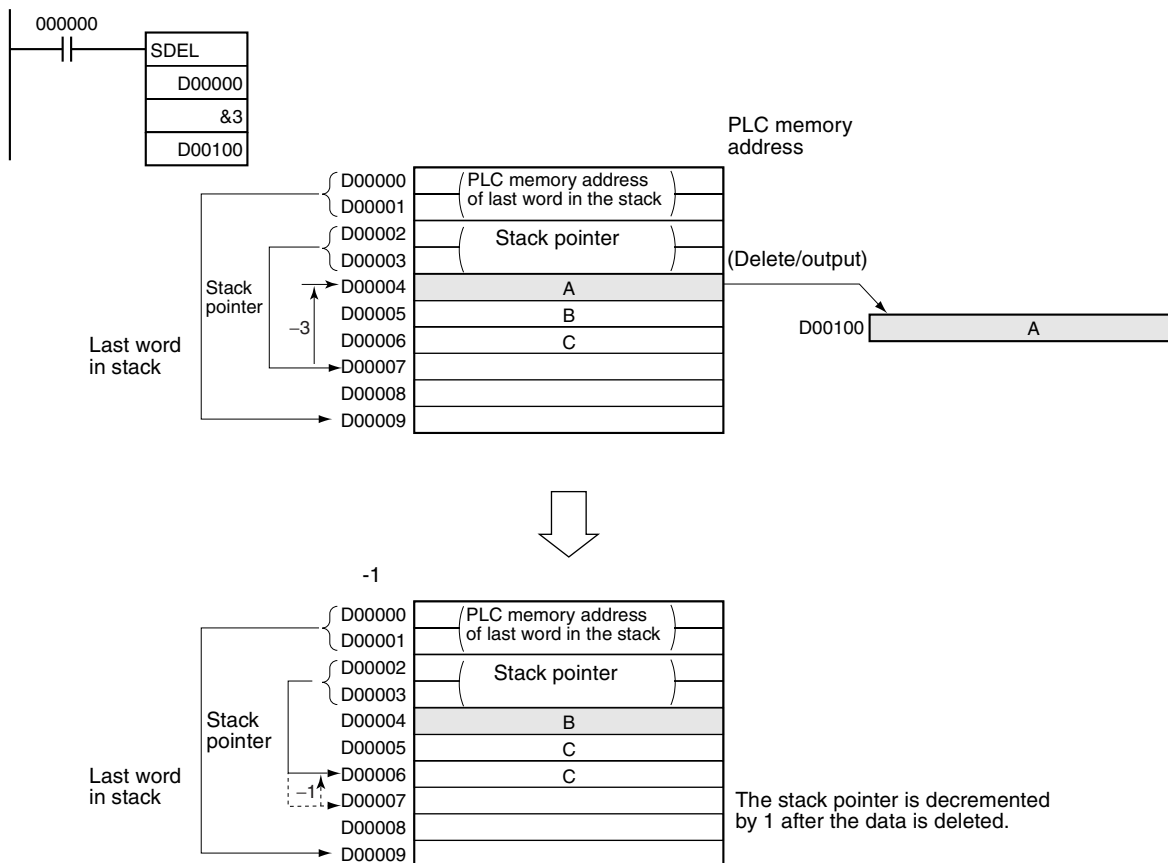 000000
SDEL
D00000
&3
D00100
PLC memory
address
D00000
D00001
D00002
D00003
D00004
D00005
D00006
D00007
D00008
D00009
PLC memory address
of last word in the stack
Stack pointer
A
B
C
Stack
pointer
−3
Last word
in stack
(Delete/output)
D00100
A
-1
D00000
D00001
D00002
D00003
D00004
D00005
D00006
D00007
D00008
D00009
PLC memory address
of last word in the stack
Stack pointer
B
C
C
Stack
pointer
−1
Last word
in stack
The stack pointer is decremented
by 1 after the data is deleted.